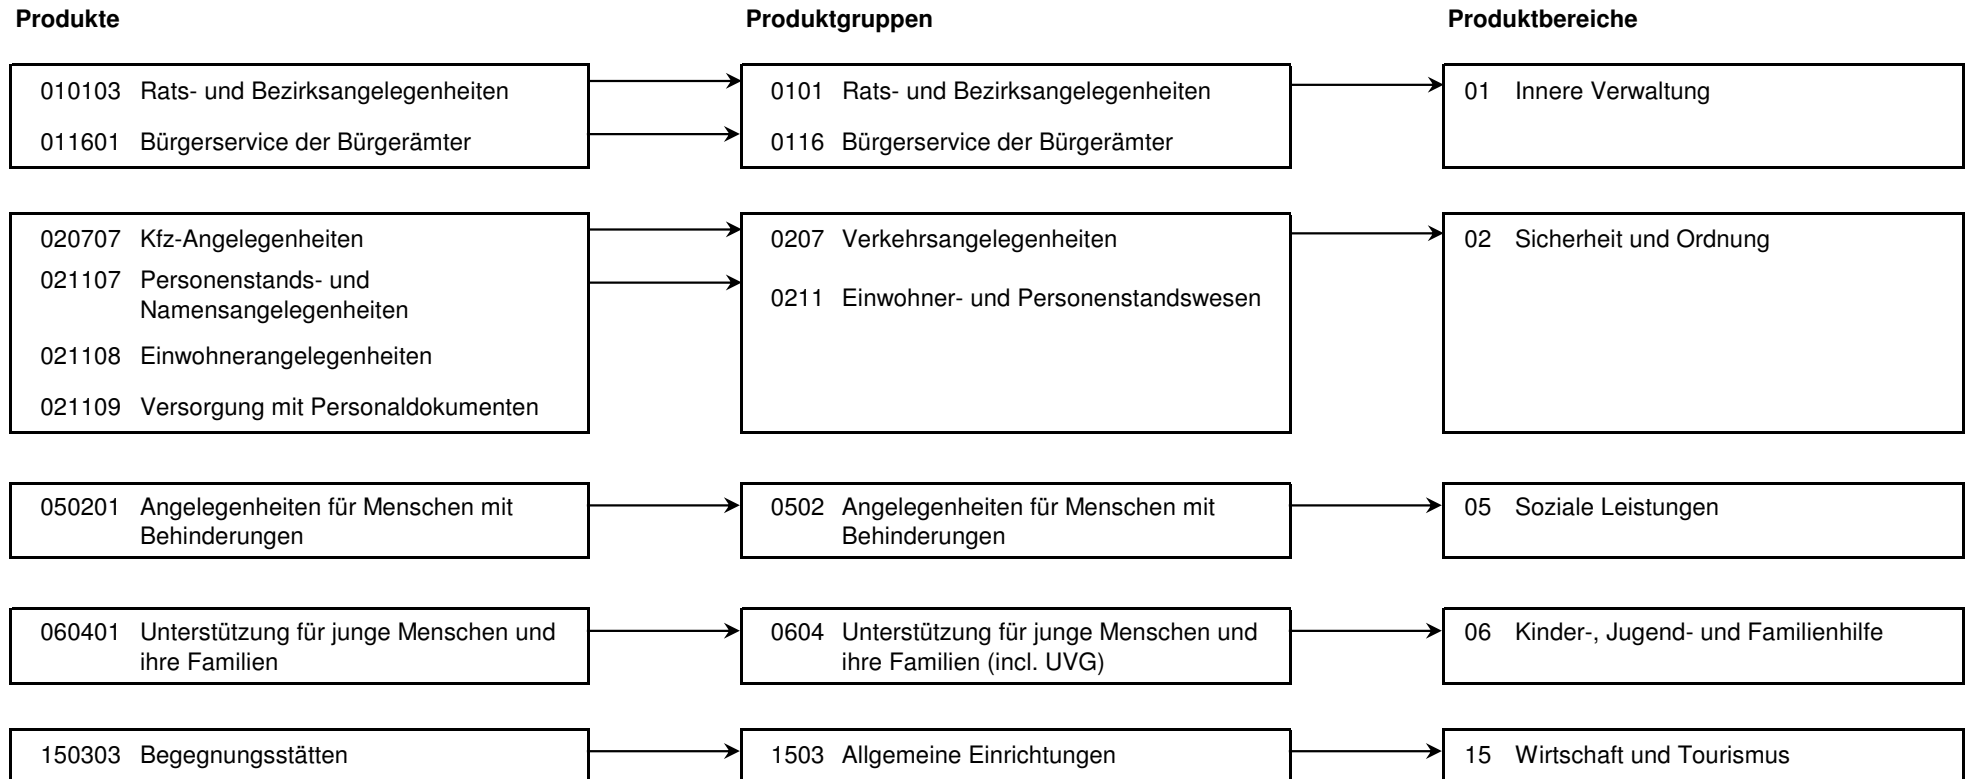 Produkte Produktgruppen Produktbereiche
010103 Rats- und Bezirksangelegenheiten 0101 Rats- und Bezirksangelegenheiten 01 Innere Verwaltung
011601 Bürgerservice der Bürgerämter 0116 Bürgerservice der Bürgerämter
020707 Kfz-Angelegenheiten 0207 Verkehrsangelegenheiten 02 Sicherheit und Ordnung
021107 Personenstands- und
Namensangelegenheiten
0211 Einwohner- und Personenstandswesen
021108 Einwohnerangelegenheiten
021109 Versorgung mit Personaldokumenten
050201 Angelegenheiten für Menschen mit 0502 Angelegenheiten für Menschen mit 05 Soziale Leistungen
Behinderungen Behinderungen
060401 Unterstützung für junge Menschen und 0604 Unterstützung für junge Menschen und 06 Kinder-, Jugend- und Familienhilfe
ihre Familien ihre Familien (incl. UVG)
150303 Begegnungsstätten 1503 Allgemeine Einrichtungen 15 Wirtschaft und Tourismus